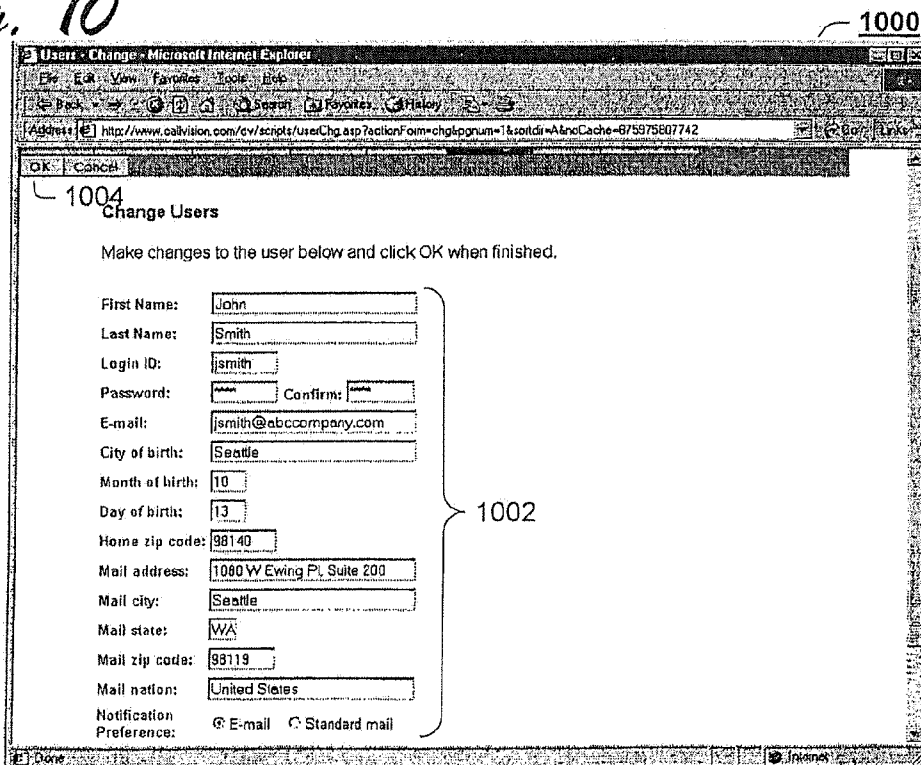 10
1000
Users - Change - Microsoft Internet Explorer
File Edit View Favorites Tools Help
Back Search Favorites History
Address http://www.callvision.com/cv/scripts/userChg.asp?actionForm=chg&pgnum=1&sortdir=A&noCache=875975807742 Go Links
OK Cancel
1004
Change Users
Make changes to the user below and click OK when finished.
First Name: John
Last Name: Smith
Login ID: jsmith
Password: **** Confirm: ****
E-mail: jsmith@abccompany.com
City of birth: Seattle
Month of birth: 10
Day of birth: 13
1002
Home zip code: 98140
Mail address: 1080 W Ewing Pl, Suite 200
Mail city: Seattle
Mail state: WA
Mail zip code: 98119
Mail nation: United States
Notification
Preference: E-mail Standard mail
Done Internet